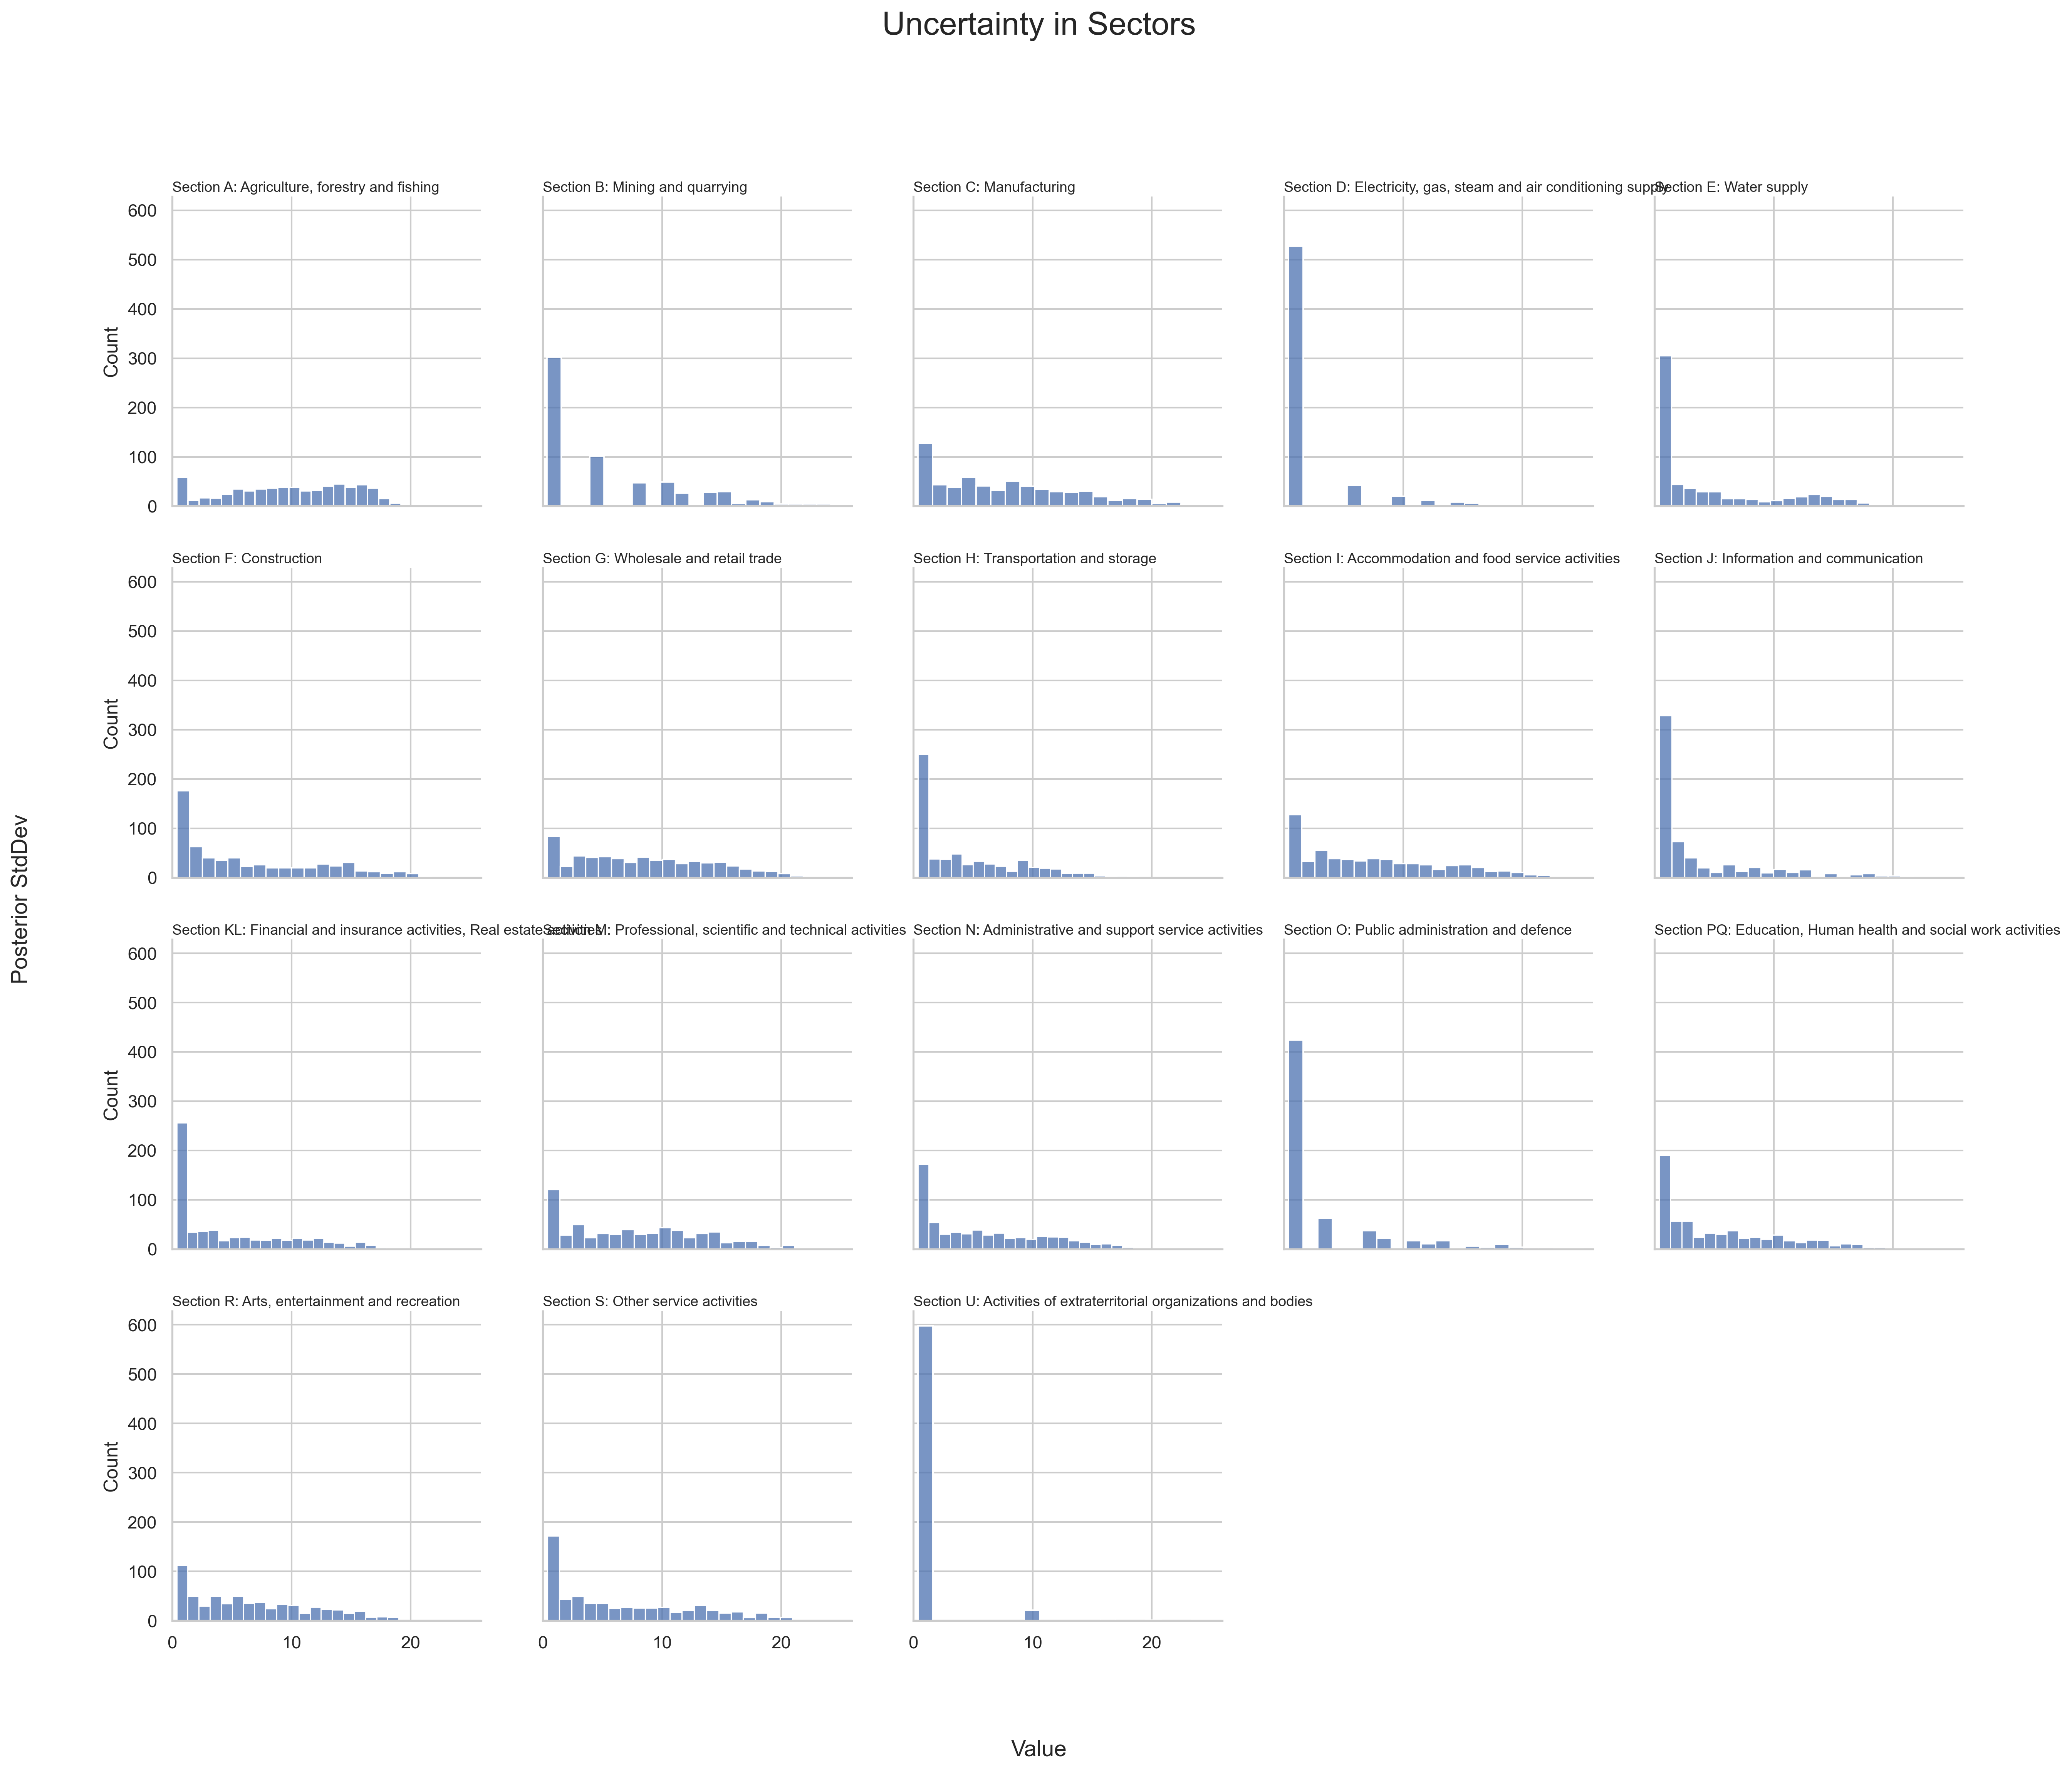 Uncertainty in Sectors
Section A: Agriculture, forestry and fishing
Section B: Mining and quarrying
Section C: Manufacturing
Section D: Electricity, gas, steam and air conditioning supply
Section E: Water supply
600
500
400
300
200
100
0
Count
Section F: Construction
Section G: Wholesale and retail trade
Section H: Transportation and storage
Section I: Accommodation and food service activities
Section J: Information and communication
600
500
400
300
200
100
0
Count
Posterior StdDev
Section KL: Financial and insurance activities, Real estate activities
Section M: Professional, scientific and technical activities
Section N: Administrative and support service activities
Section O: Public administration and defence
Section PQ: Education, Human health and social work activities
600
500
400
300
200
100
0
Count
Section R: Arts, entertainment and recreation
Section S: Other service activities
Section U: Activities of extraterritorial organizations and bodies
600
500
400
300
200
100
0
Count
0 10 20
0 10 20
0 10 20
Value